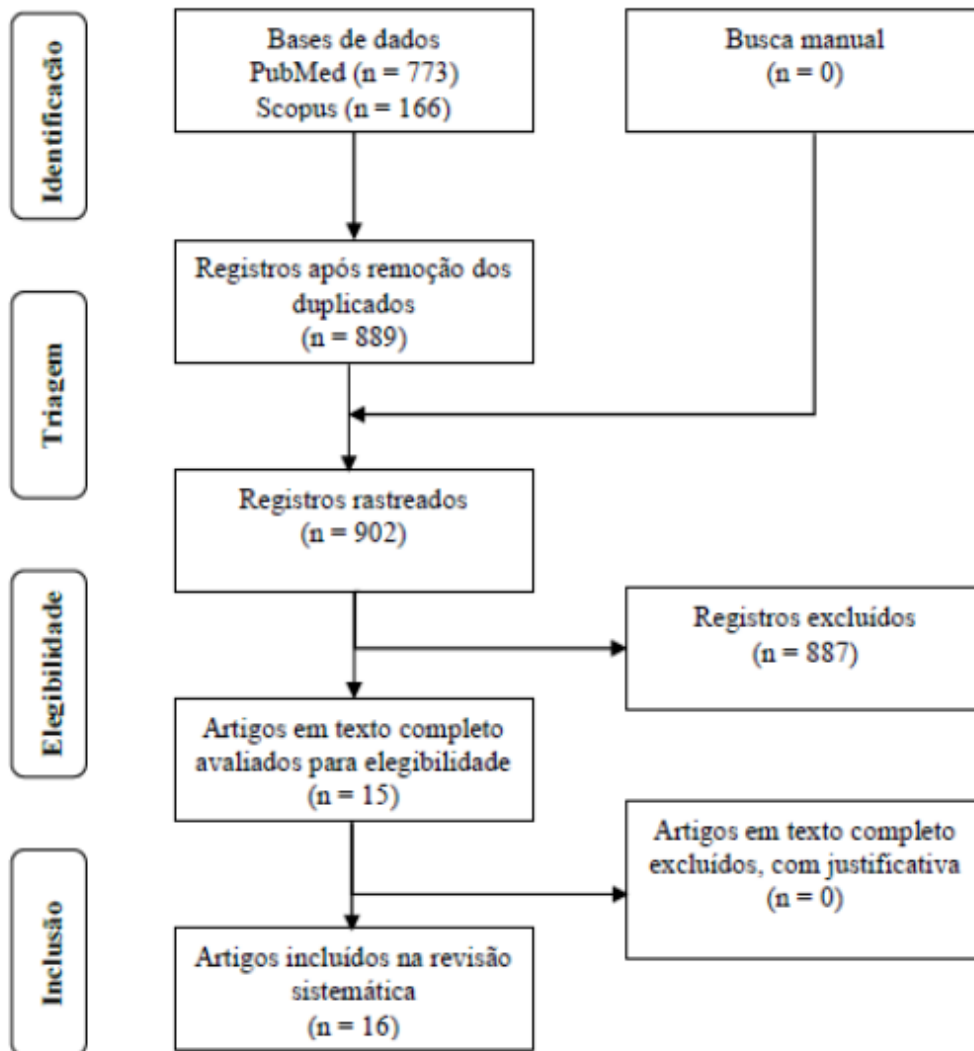 Identificação
Bases de dados
PubMed (n = 773)
Scopus (n = 166)
Busca manual
(n = 0)
Triagem
Registros após remoção dos
duplicados
(n = 889)
Registros rastreados
(n = 902)
Elegibilidade
Registros excluídos
(n = 887)
Artigos em texto completo
avaliados para elegibilidade
(n = 15)
Artigos em texto completo
excluídos, com justificativa
(n = 0)
Inclusão
Artigos incluídos na revisão
sistemática
(n = 16)